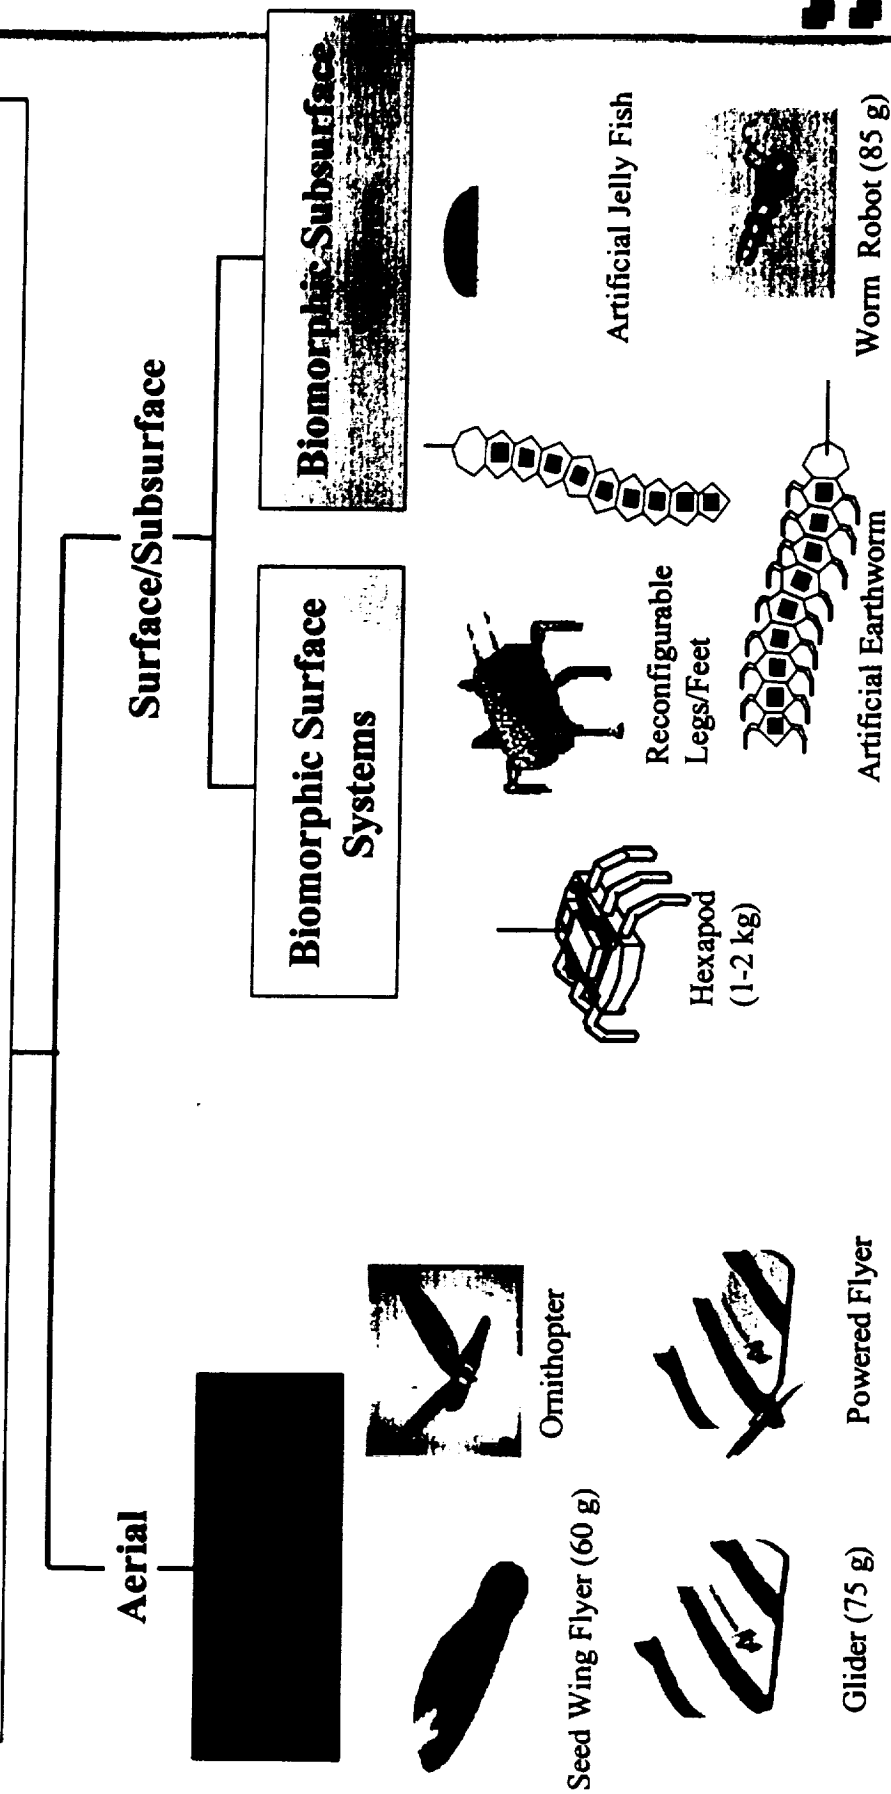 Aerial
Surface/Subsurface
Biomorphic Surface
Systems
Biomorphic Subsurface
Seed Wing Flyer (60 g)
Ornithopter
Glider (75 g)
Powered Flyer
Hexapod
(1-2 kg)
Reconfigurable
Legs/Feet
Artificial Earthworm
Artificial Jelly Fish
Worm Robot (85 g)